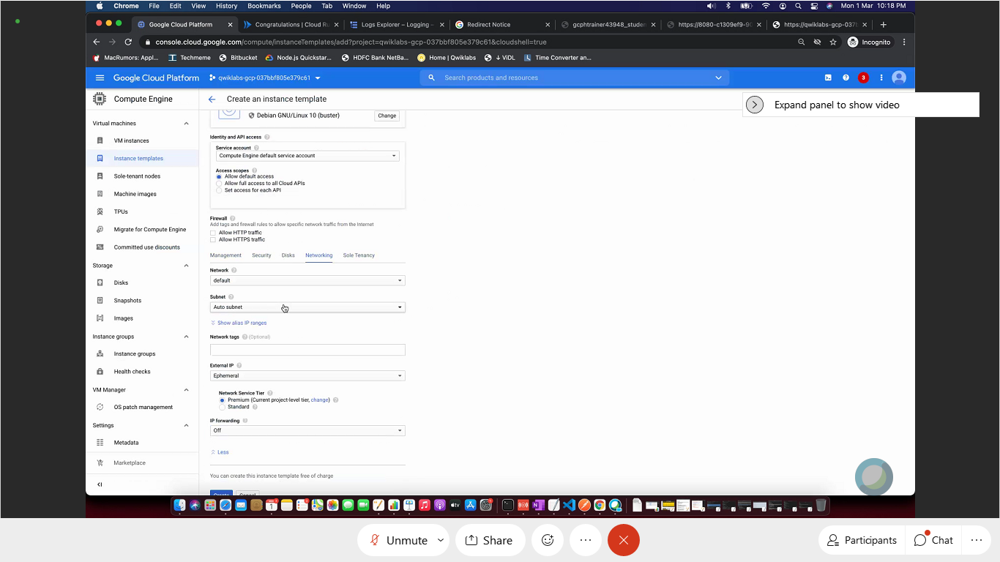 Chrome File Edit View History Bookmarks People Tab Window Help Mon 1 Mar 10:18 PM
Google Cloud Platform Congratulations | Cloud Ru Logs Explorer – Logging – Redirect Notice gcphtrainer43948_studen https://8080-c1309ef9-9 https://qwiklabs-gcp-037bb
console.cloud.google.com/compute/instanceTemplates/add?project=qwiklabs-gcp-037bbf805e379c61&cloudshell=true Incognito
MacRumors: Appl... Techmeme Bitbucket Node.js Quickstar... HDFC Bank NetBa... Home | Qwiklabs ↓ ViDL Time Converter an...
Google Cloud Platform qwiklabs-gcp-037bbf805e379c61 Search products and resources 3
Compute Engine Create an instance template
Expand panel to show video
Debian GNU/Linux 10 (buster) Change
Virtual machines
VM instances
Instance templates
Sole-tenant nodes
Machine images
TPUs
Migrate for Compute Engine
Committed use discounts
Storage
Disks
Snapshots
Images
Instance groups
Instance groups
Health checks
VM Manager
OS patch management
Settings
Metadata
Marketplace
Identity and API access
Service account
Compute Engine default service account
Access scopes
Allow default access
Allow full access to all Cloud APIs
Set access for each API
Firewall
Add tags and firewall rules to allow specific network traffic from the Internet
Allow HTTP traffic
Allow HTTPS traffic
Management Security Disks Networking Sole Tenancy
Network
default
Subnet
Auto subnet
Show alias IP ranges
Network tags (Optional)
External IP
Ephemeral
Network Service Tier
Premium (Current project-level tier, change)
Standard
IP forwarding
Off
Less
You can create this instance template free of charge
Create Cancel
Unmute Share Participants Chat